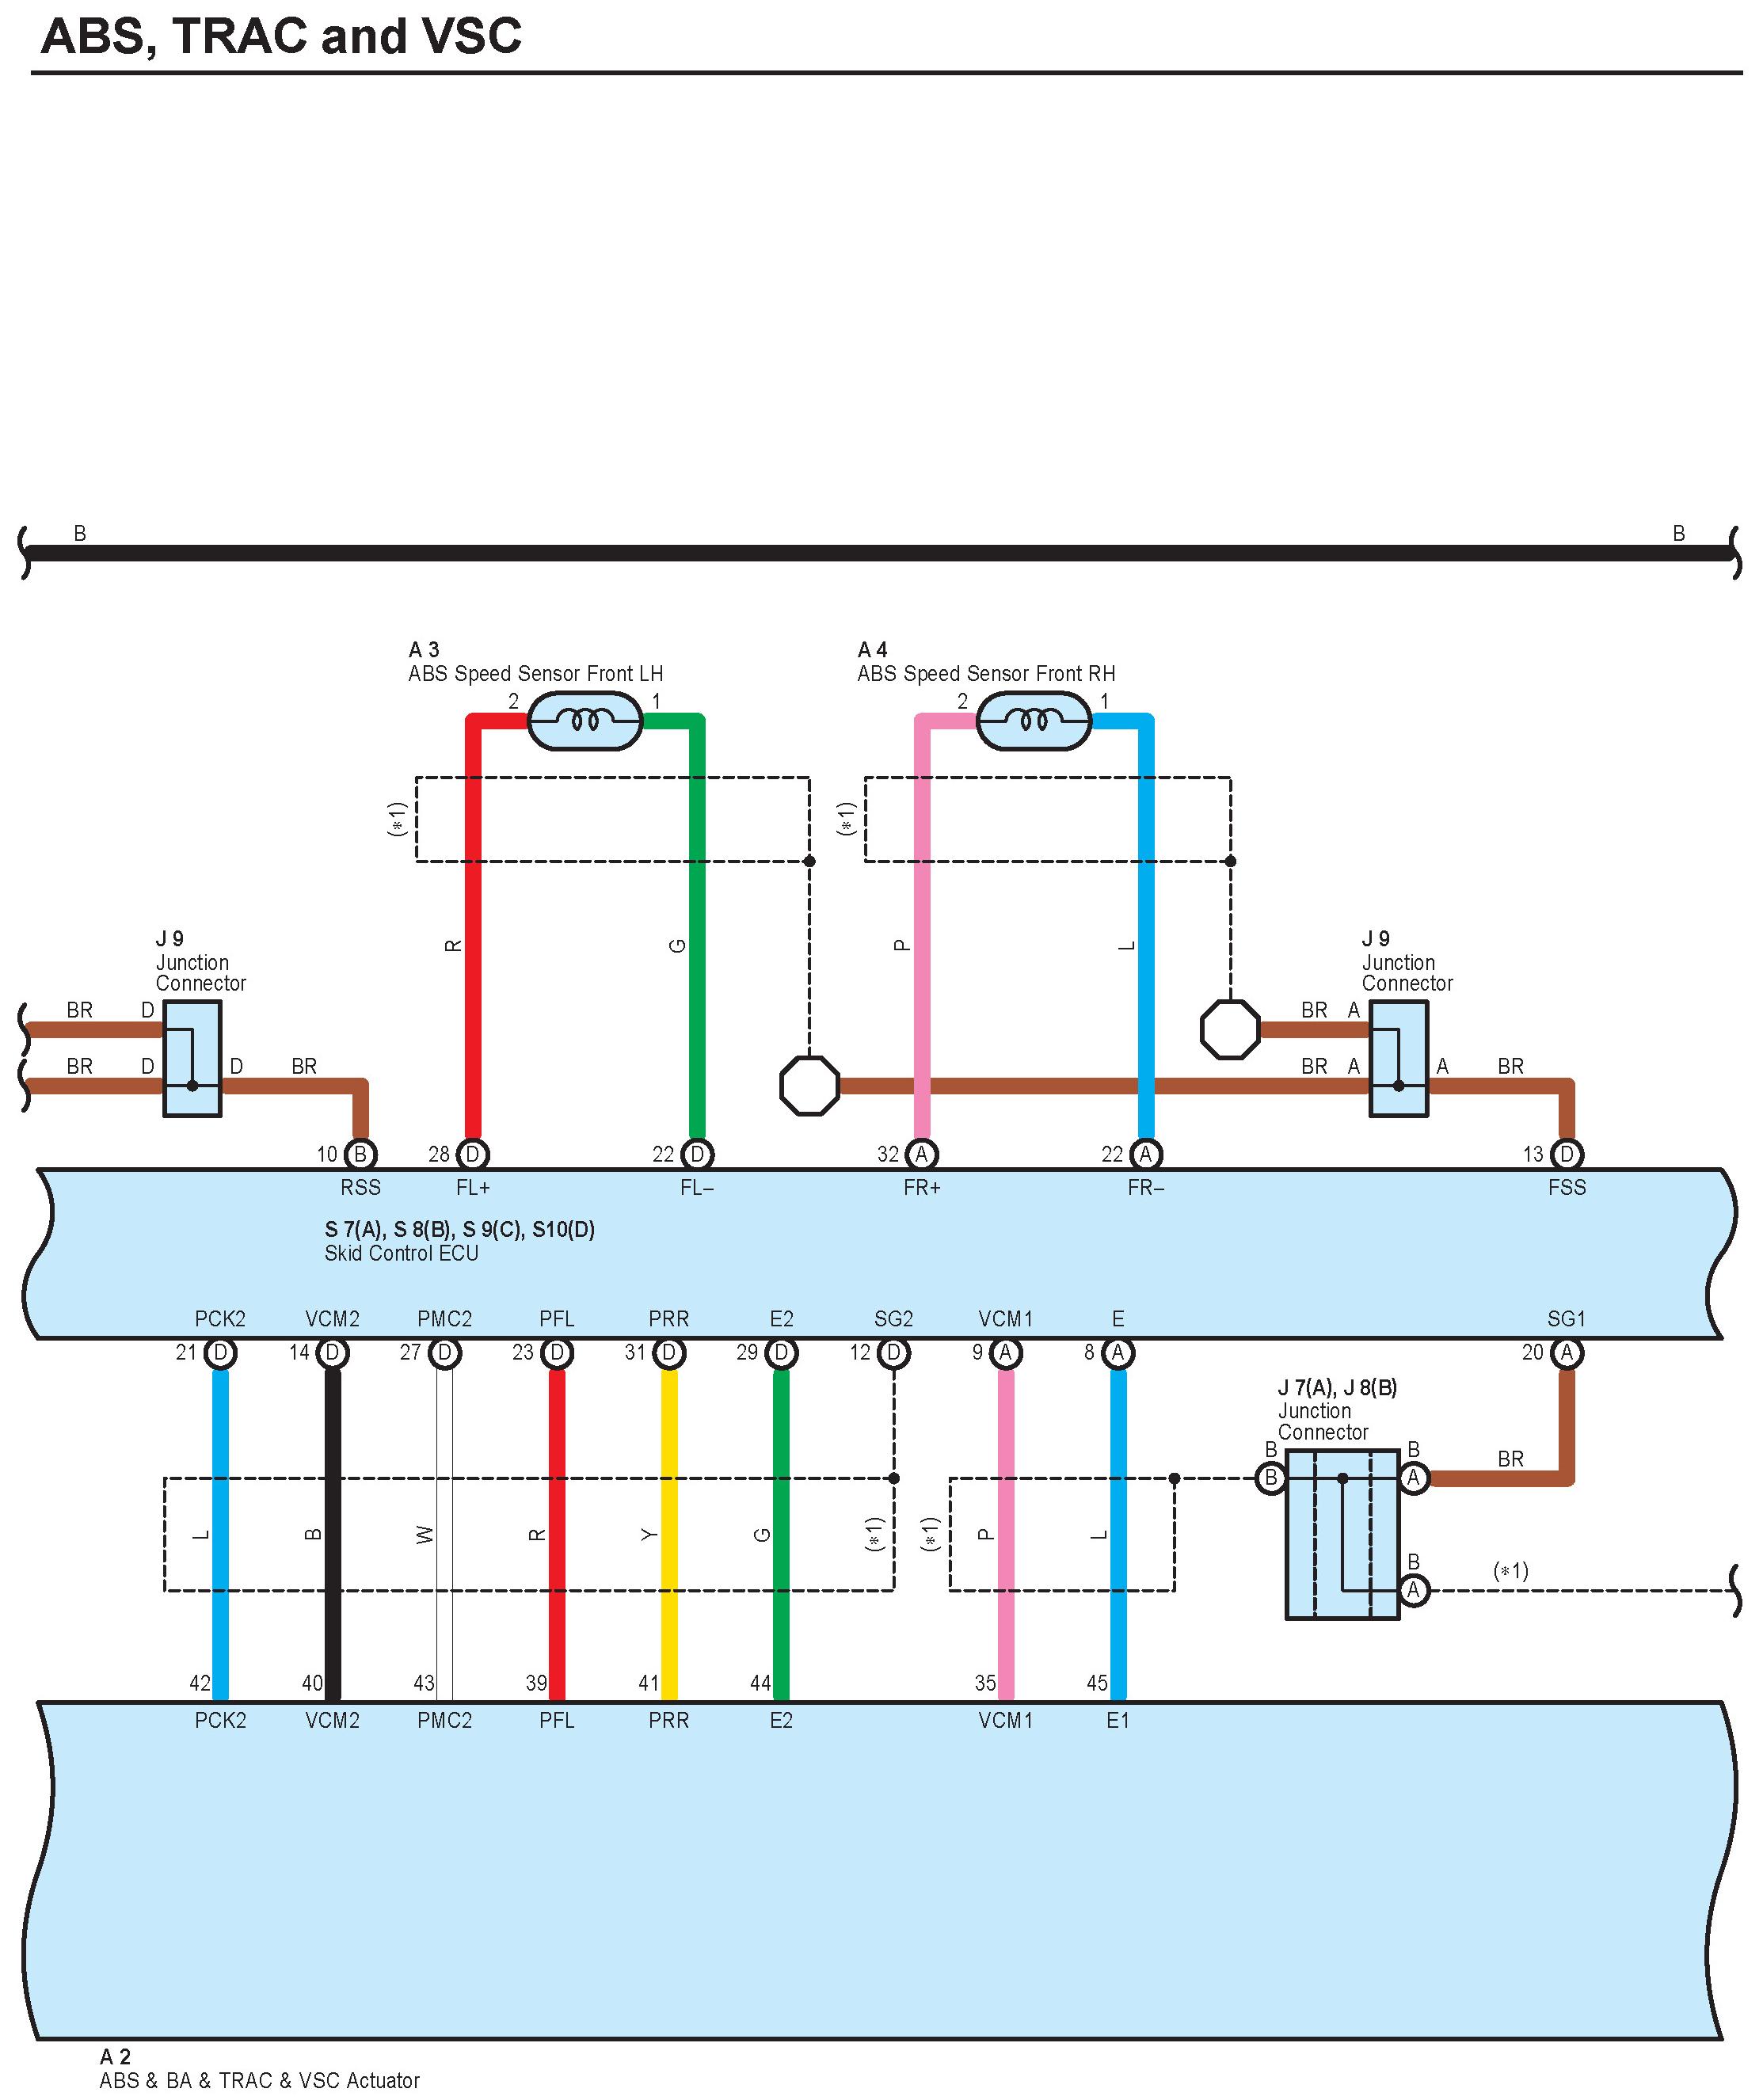 ABS, TRAC and VSC
B B
A 3
ABS Speed Sensor Front LH
2 1
A 4
ABS Speed Sensor Front RH
2 1
(*1) (*1)
R G P L
J 9
Junction
Connector
J 9
Junction
Connector
BR D BR A
BR D D BR BR A A BR
10 B 28 D 22 D 32 A 22 A 13 D
RSS FL+ FL– FR+ FR– FSS
S 7(A), S 8(B), S 9(C), S10(D)
Skid Control ECU
PCK2 VCM2 PMC2 PFL PRR E2 SG2 VCM1 E SG1
21 D 14 D 27 D 23 D 31 D 29 D 12 D 9 A 8 A 20 A
J 7(A), J 8(B)
Junction
Connector
B B BR
B A
L B W R Y G (*1) (*1) P L
B (*1)
A
42 40 43 39 41 44 35 45
PCK2 VCM2 PMC2 PFL PRR E2 VCM1 E1
A 2
ABS & BA & TRAC & VSC Actuator